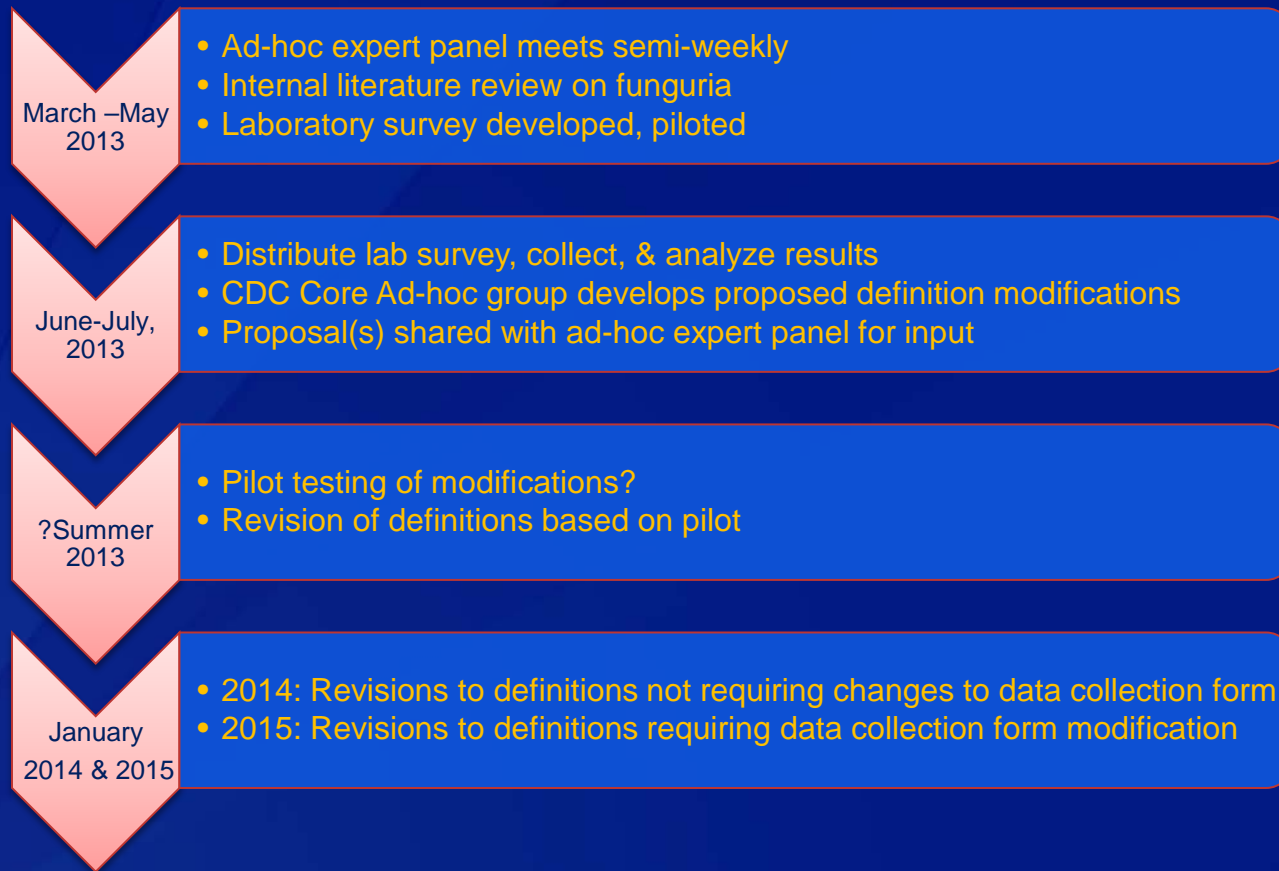 March –May
2013
• Ad-hoc expert panel meets semi-weekly
• Internal literature review on funguria
• Laboratory survey developed, piloted
June-July,
2013
• Distribute lab survey, collect, & analyze results
• CDC Core Ad-hoc group develops proposed definition modifications
• Proposal(s) shared with ad-hoc expert panel for input
?Summer
2013
• Pilot testing of modifications?
• Revision of definitions based on pilot
January
2014 & 2015
• 2014: Revisions to definitions not requiring changes to data collection form
• 2015: Revisions to definitions requiring data collection form modification